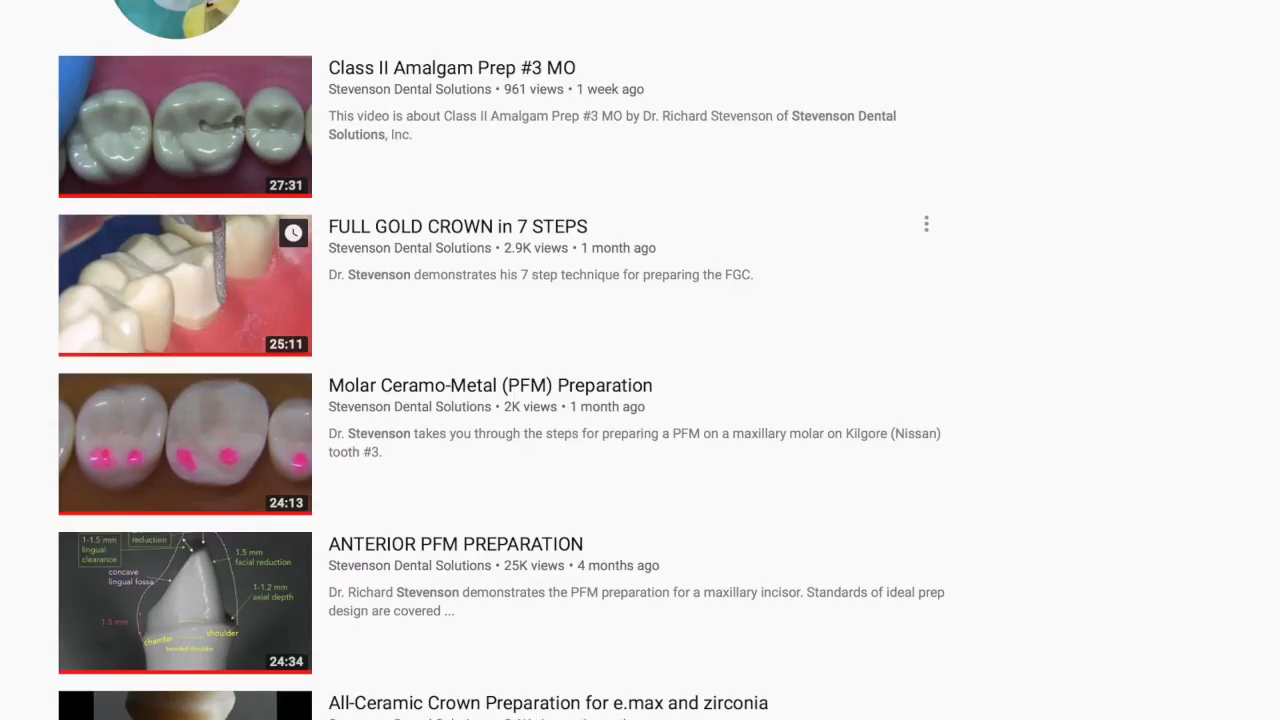 Class II Amalgam Prep #3 MO
Stevenson Dental Solutions • 961 views • 1 week ago
This video is about Class II Amalgam Prep #3 MO by Dr. Richard Stevenson of Stevenson Dental
Solutions, Inc.
27:31
FULL GOLD CROWN in 7 STEPS
Stevenson Dental Solutions • 2.9K views • 1 month ago
Dr. Stevenson demonstrates his 7 step technique for preparing the FGC.
25:11
Molar Ceramo-Metal (PFM) Preparation
Stevenson Dental Solutions • 2K views • 1 month ago
Dr. Stevenson takes you through the steps for preparing a PFM on a maxillary molar on Kilgore (Nissan)
tooth #3.
24:13
1-1.5 mm
lingual
clearance
reduction
1.5 mm
facial reduction
concave
lingual fossa
1-1.2 mm
axial depth
1.5 mm
chamfer
shoulder
beveled shoulder
24:34
ANTERIOR PFM PREPARATION
Stevenson Dental Solutions • 25K views • 4 months ago
Dr. Richard Stevenson demonstrates the PFM preparation for a maxillary incisor. Standards of ideal prep
design are covered ...
All-Ceramic Crown Preparation for e.max and zirconia